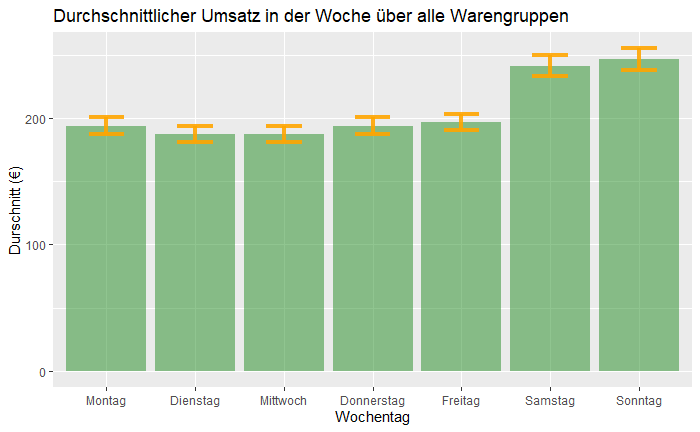 Durchschnittlicher Umsatz in der Woche über alle Warengruppen
Durschnitt (€)
200
100
0
Montag Dienstag Mittwoch Donnerstag Freitag Samstag Sonntag
Wochentag